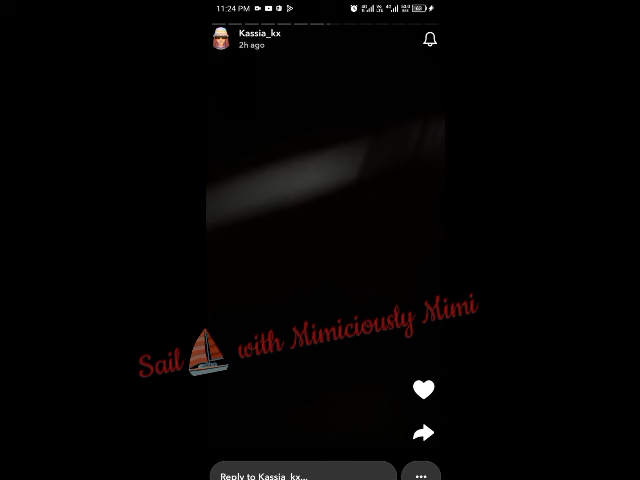 11:24 PM
Kassia_kx
2h ago
Sail with Mimiciously Mimi
Reply to Kassia_kx...